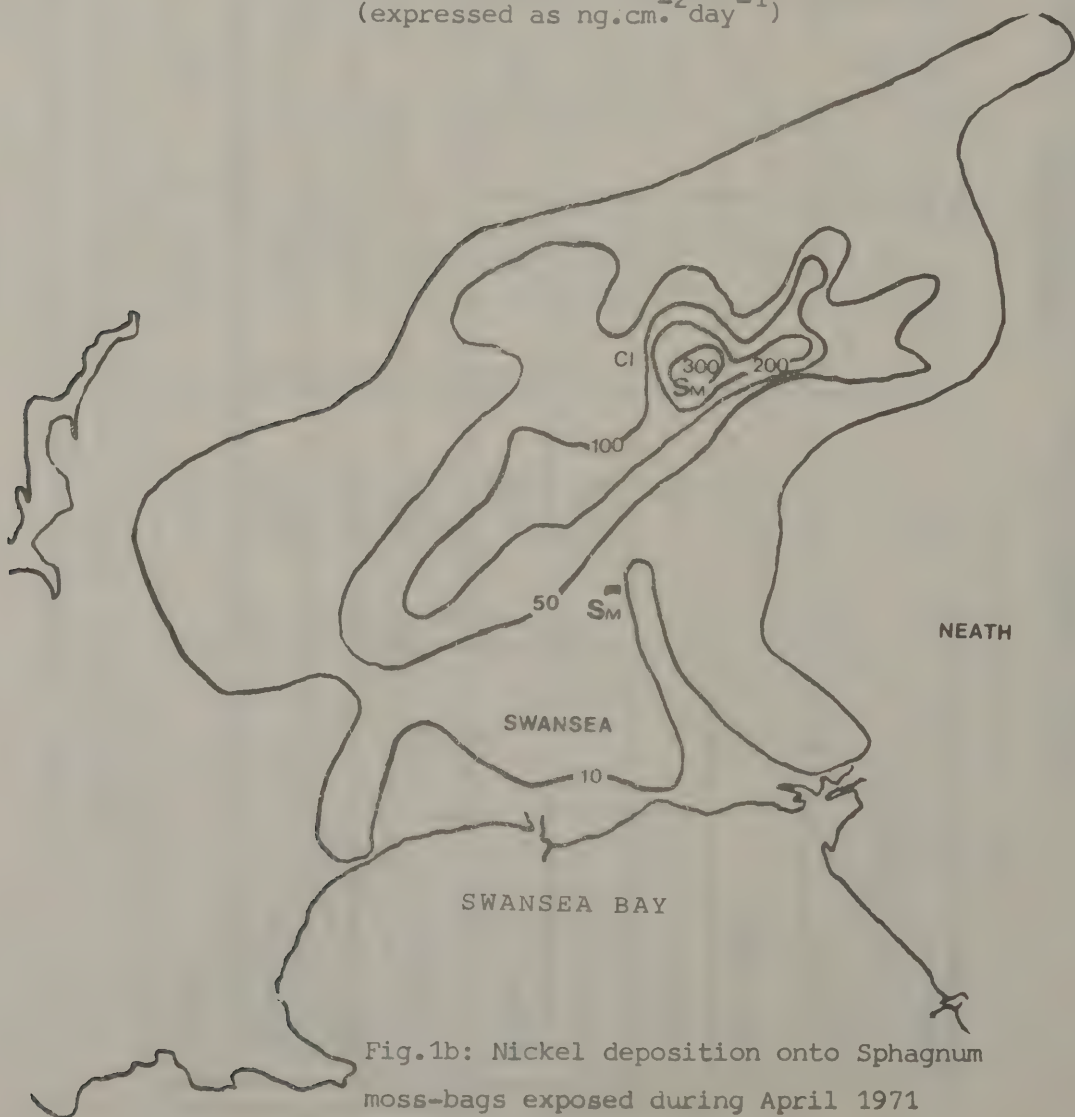 (expressed as ng.cm.⁻²day⁻¹)
Cl
300
200
SM
100
50
SM
NEATH
SWANSEA
10
SWANSEA BAY
Fig.1b: Nickel deposition onto Sphagnum
moss-bags exposed during April 1971